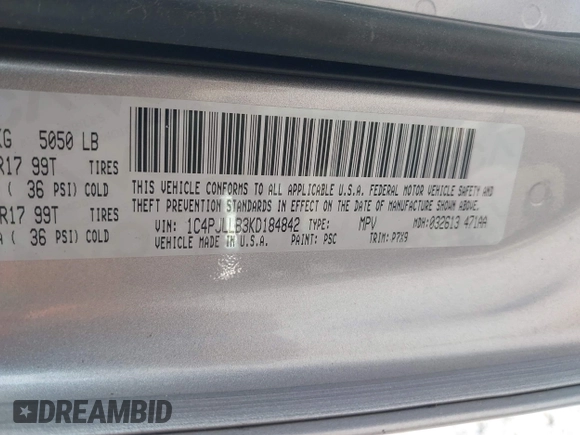 KG 5050 LB
R17 99T TIRES
( 36 PSI) COLD
R17 99T TIRES
A ( 36 PSI) COLD
THIS VEHICLE CONFORMS TO ALL APPLICABLE U.S.A. FEDERAL MOTOR VEHICLE SAFETY AND
THEFT PREVENTION STANDARDS IN EFFECT ON THE DATE OF MANUFACTURE SHOWN ABOVE.
VIN: 1C4PJLLB3KD184842 TYPE: MPV MDH: 032613 471AA
VEHICLE MADE IN U.S.A. PAINT: PSC TRIM: P7X9
DREAMBID